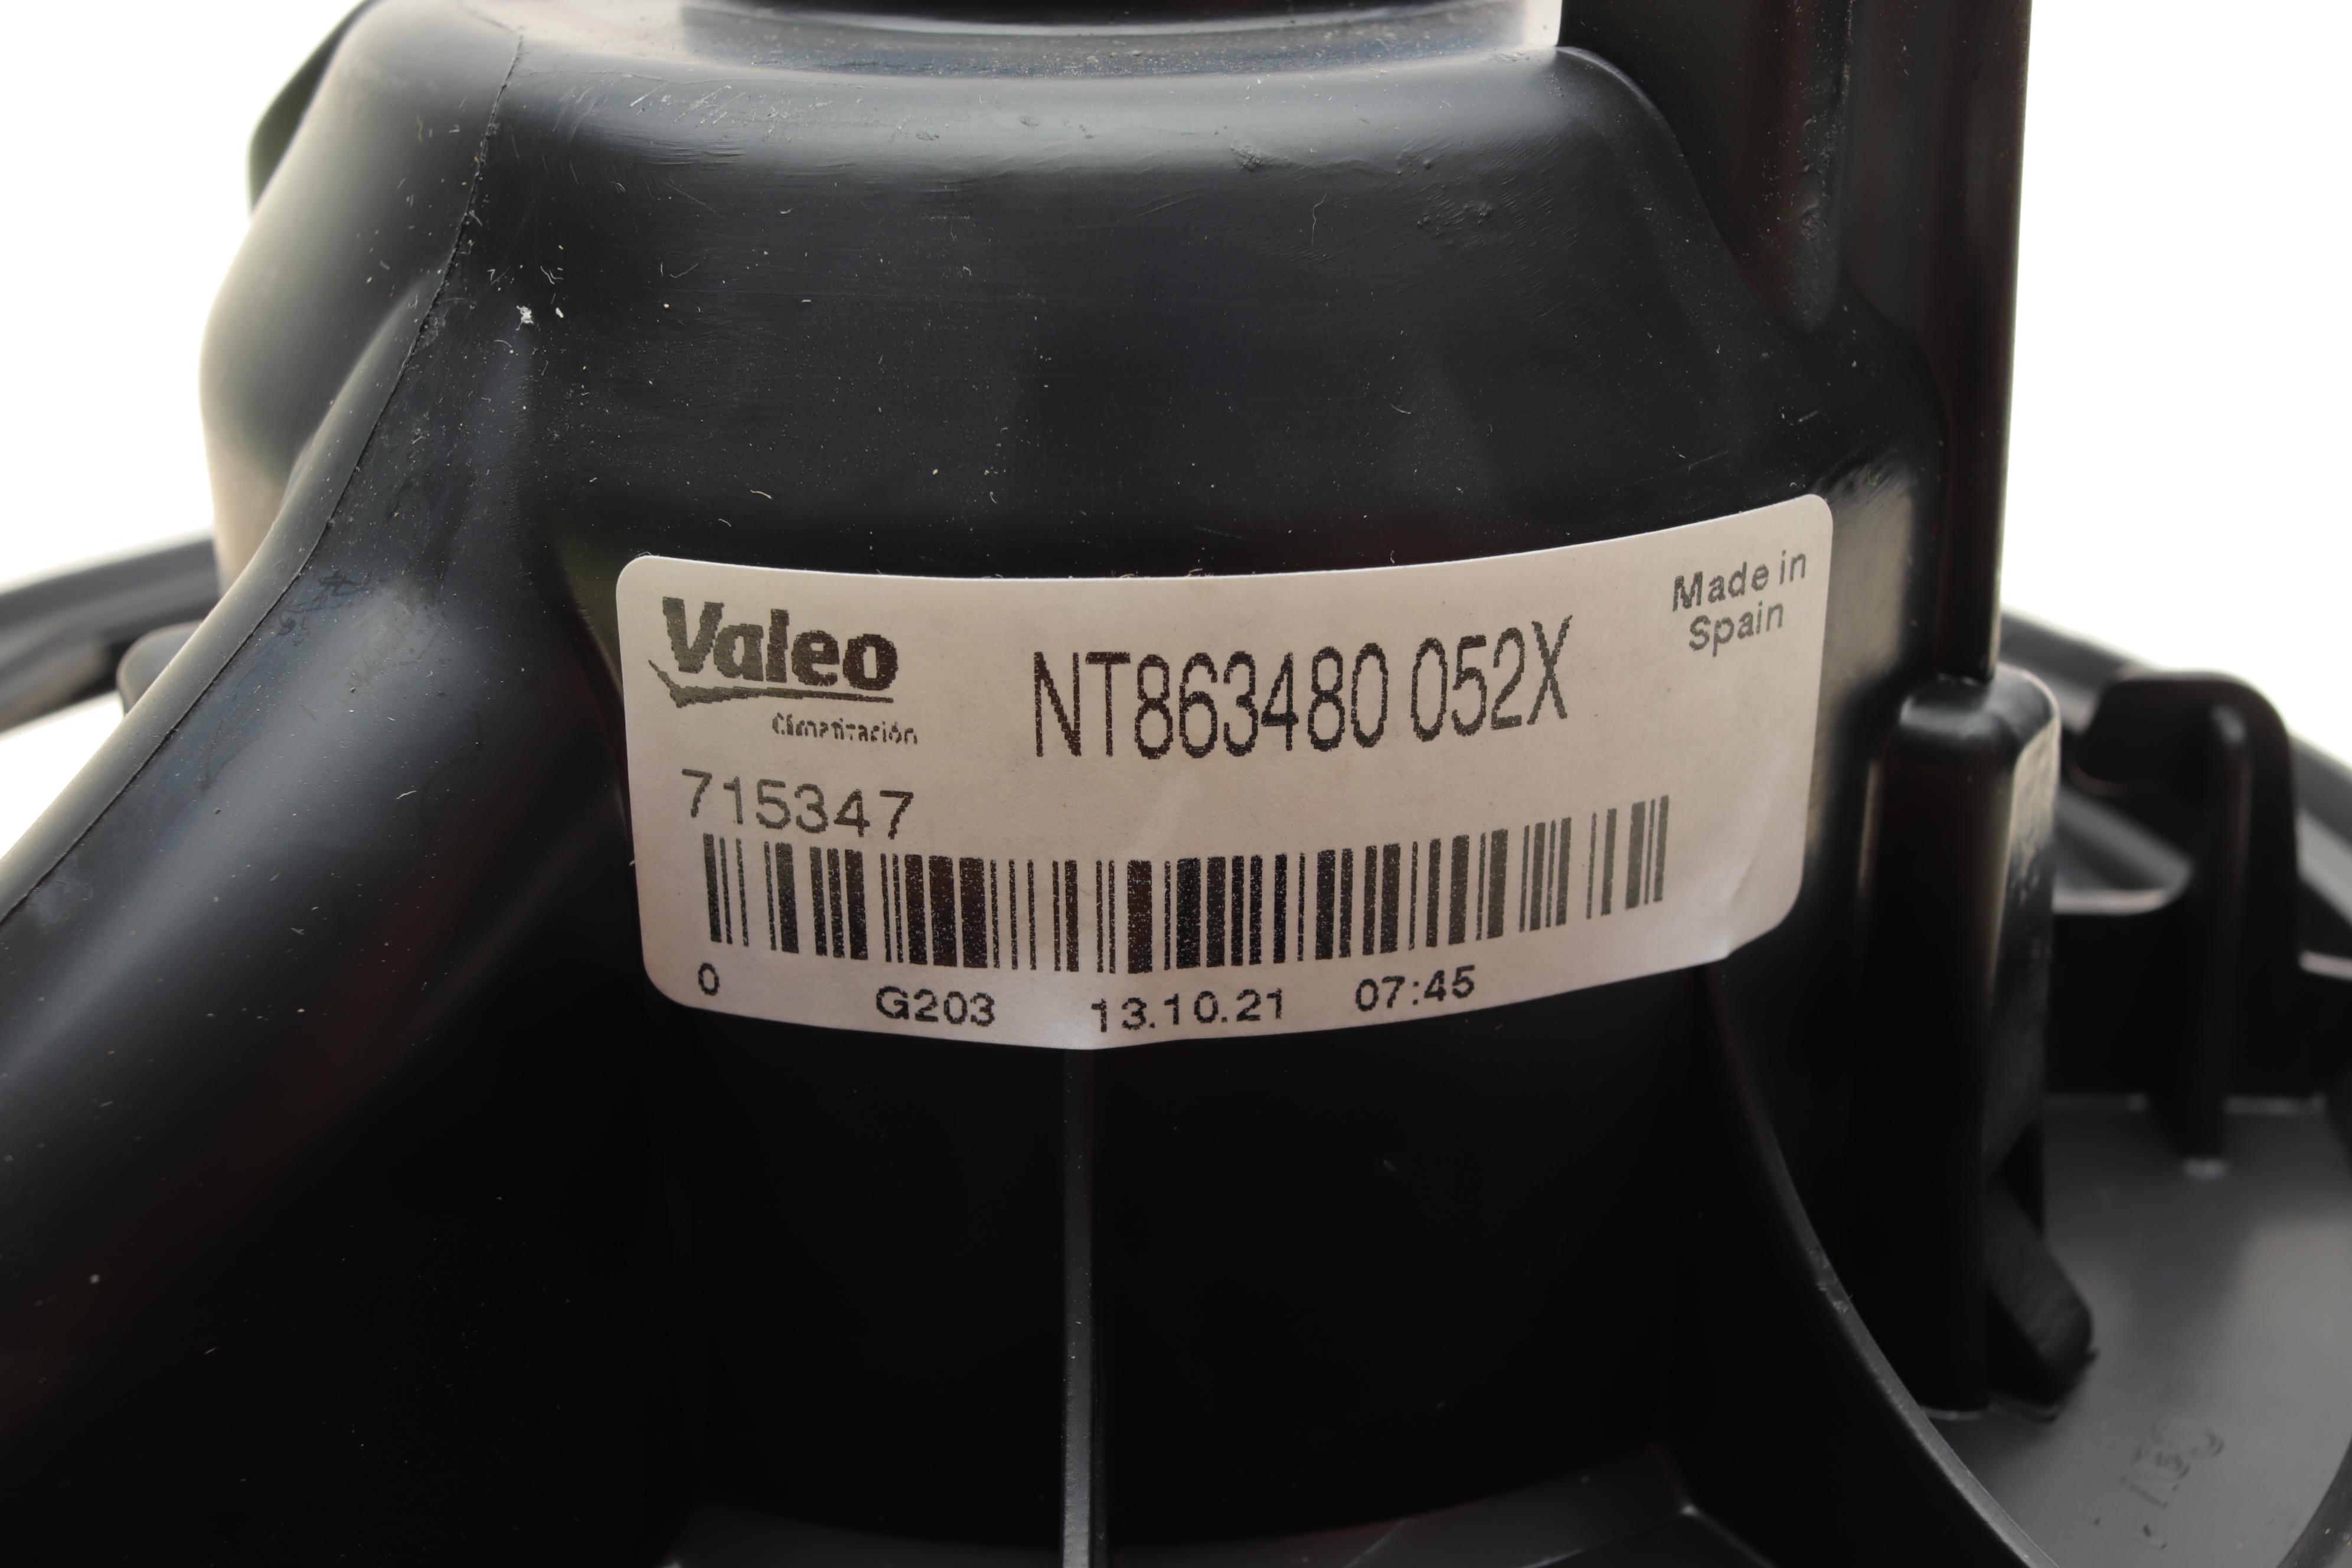 Valeo
Climatización
NT863480 052X
Made in
Spain
715347
0 G203 13.10.21 07:45